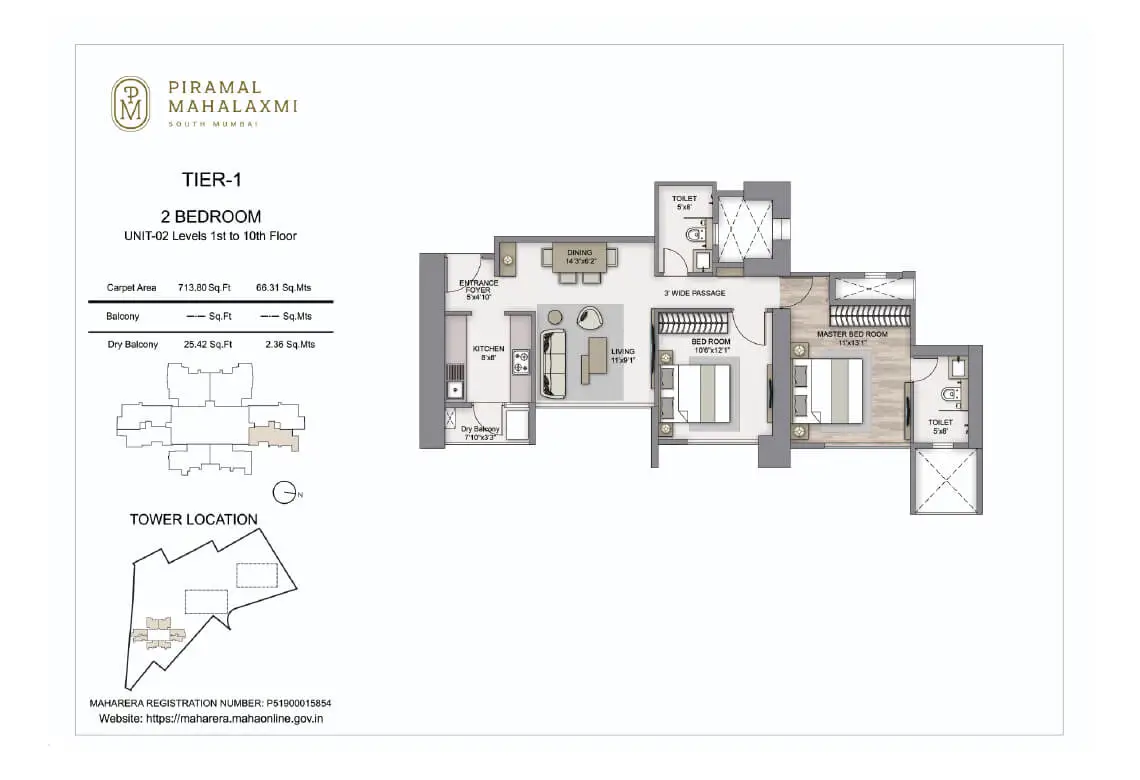 PM
PIRAMAL
MAHALAXMI
SOUTH MUMBAI
TIER-1
2 BEDROOM
UNIT-02 Levels 1st to 10th Floor
Carpet Area 713.80 Sq.Ft 66.31 Sq.Mts
Balcony —-— Sq.Ft —-— Sq.Mts
Dry Balcony 25.42 Sq.Ft 2.36 Sq.Mts
N
TOWER LOCATION
MAHARERA REGISTRATION NUMBER: P51900015854
Website: https://maharera.mahaonline.gov.in
TOILET
5'x8'
DINING
14'3"x6'2"
ENTRANCE
FOYER
5'x4'10"
3' WIDE PASSAGE
KITCHEN
8'x8'
LIVING
11'x9'1"
BED ROOM
10'6"x12'1"
MASTER BED ROOM
11'x13'1"
Dry Balcony
7'10"x3'3"
TOILET
5'x8'